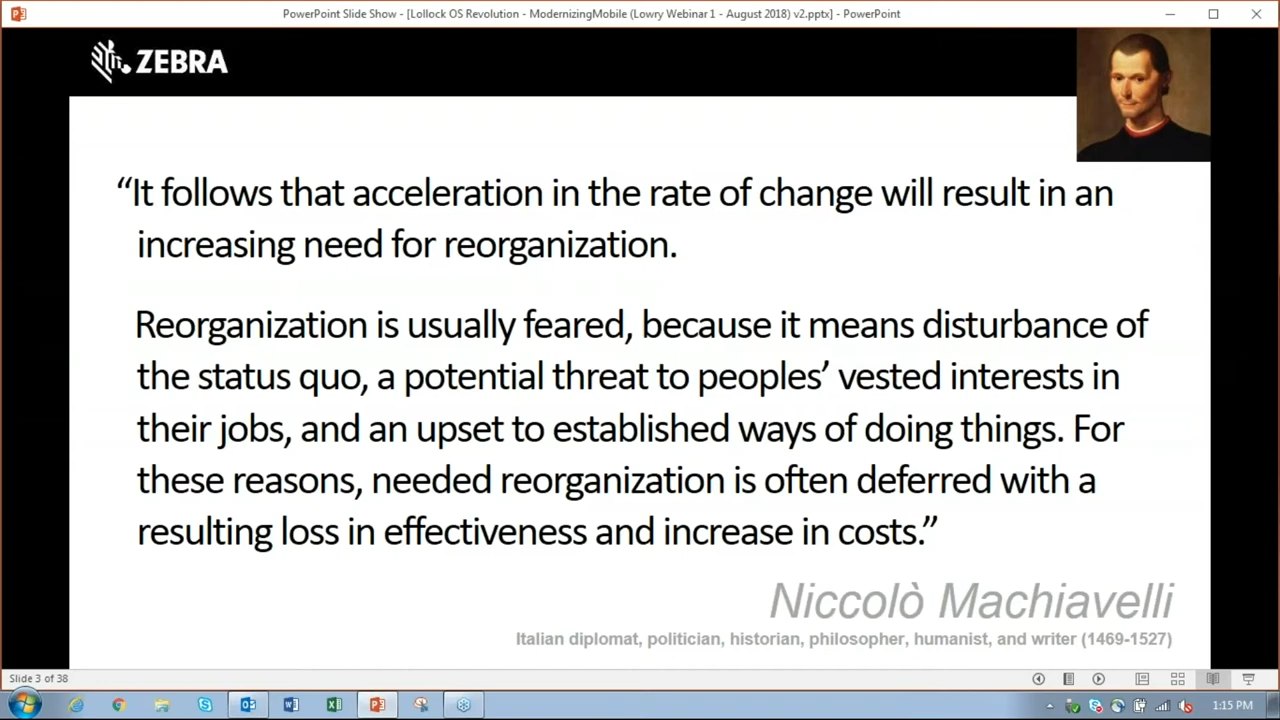 PowerPoint Slide Show - [Lollock OS Revolution - ModernizingMobile (Lowry Webinar 1 - August 2018) v2.pptx] - PowerPoint
ZEBRA
“It follows that acceleration in the rate of change will result in an
increasing need for reorganization.
Reorganization is usually feared, because it means disturbance of
the status quo, a potential threat to peoples’ vested interests in
their jobs, and an upset to established ways of doing things. For
these reasons, needed reorganization is often deferred with a
resulting loss in effectiveness and increase in costs.”
Niccolò Machiavelli
Italian diplomat, politician, historian, philosopher, humanist, and writer (1469-1527)
Slide 3 of 38
1:15 PM